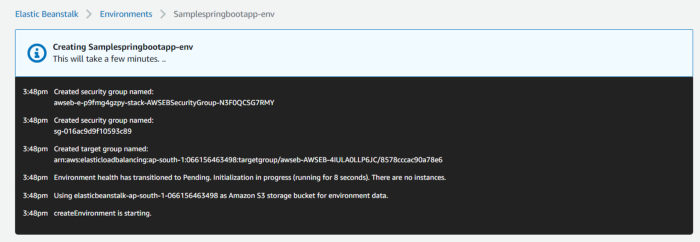 Elastic Beanstalk > Environments > Samplespringbootapp-env
Creating Samplespringbootapp-env
This will take a few minutes. ..
3:48pm Created security group named:
awseb-e-p9fmg4gzpy-stack-AWSEBSecurityGroup-N3F0QCSG7RMY
3:48pm Created security group named:
sg-016ac9d9f10593c89
3:48pm Created target group named:
arn:aws:elasticloadbalancing:ap-south-1:066156463498:targetgroup/awseb-AWSEB-4IULA0LLP6JC/8578cccac90a78e6
3:48pm Environment health has transitioned to Pending. Initialization in progress (running for 8 seconds). There are no instances.
3:48pm Using elasticbeanstalk-ap-south-1-066156463498 as Amazon S3 storage bucket for environment data.
3:48pm createEnvironment is starting.